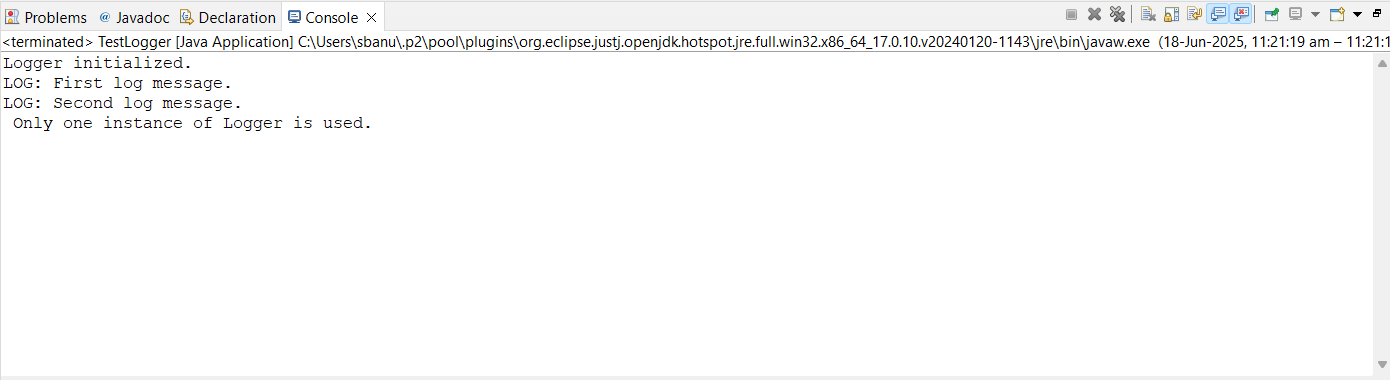 Problems @ Javadoc Declaration Console
<terminated> TestLogger [Java Application] C:\Users\sbanu\.p2\pool\plugins\org.eclipse.justj.openjdk.hotspot.jre.full.win32.x86_64_17.0.10.v20240120-1143\jre\bin\javaw.exe (18-Jun-2025, 11:21:19 am – 11:21:1
Logger initialized.
LOG: First log message.
LOG: Second log message.
Only one instance of Logger is used.